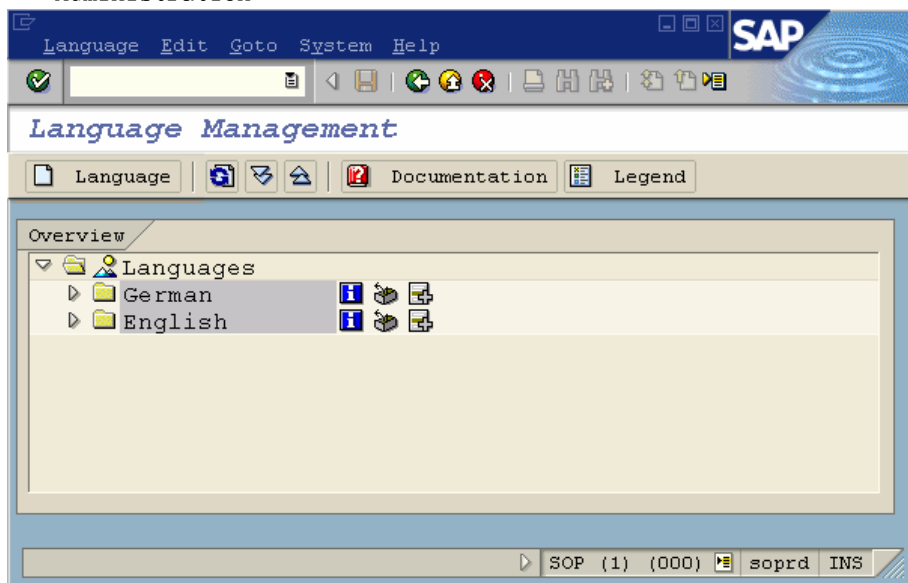 Administration
Language Edit Goto System Help
SAP
Language Management
Language Documentation Legend
Overview
Languages
German
English
SOP (1) (000) soprd INS